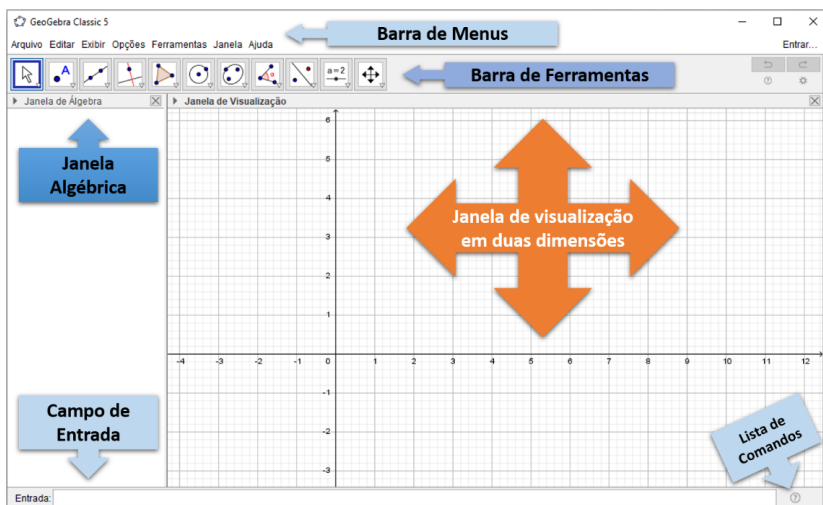 GeoGebra Classic 5
Arquivo Editar Exibir Opções Ferramentas Janela Ajuda
Entrar...
Barra de Menus
A
α
a=2
Barra de Ferramentas
Janela de Álgebra
Janela de Visualização
Janela
Algébrica
Janela de visualização
em duas dimensões
6
5
4
3
2
1
-4 -3 -2 -1 0 1 2 3 4 5 6 7 8 9 10 11 12
-1
-2
-3
Campo de
Entrada
Lista de
Comandos
Entrada: